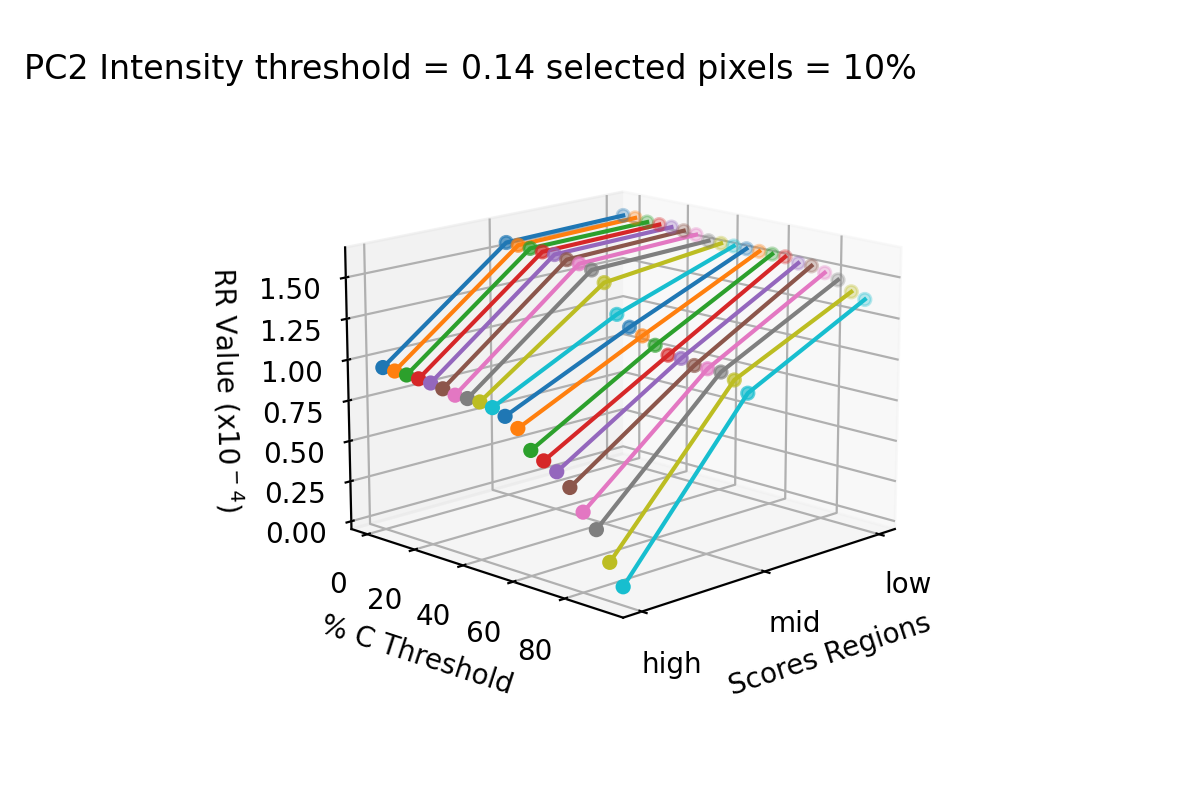 PC2 Intensity threshold = 0.14 selected pixels = 10%
RR Value (x10⁻⁴)
1.50
1.25
1.00
0.75
0.50
0.25
0.00
0
20
40
60
80
% C Threshold
high
mid
low
Scores Regions